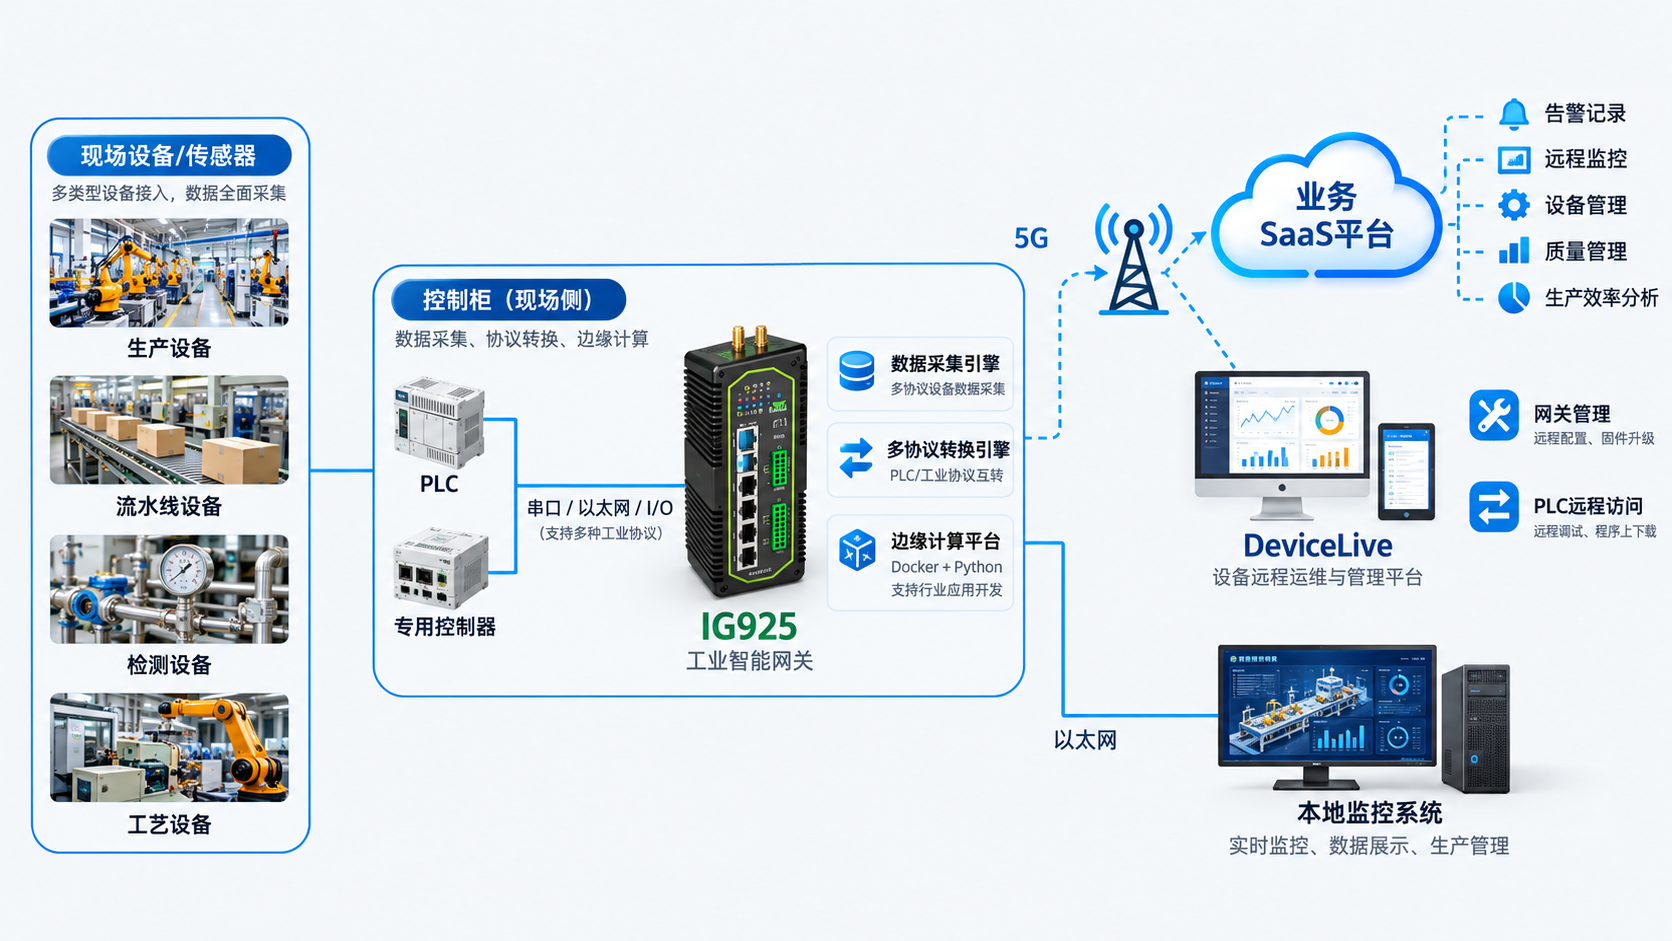 现场设备/传感器
多类型设备接入，数据全面采集
生产设备
流水线设备
检测设备
工艺设备
控制柜（现场侧）
数据采集、协议转换、边缘计算
PLC
专用控制器
串口 / 以太网 / I/O
（支持多种工业协议）
IG925
工业智能网关
数据采集引擎
多协议设备数据采集
多协议转换引擎
PLC/工业协议互转
边缘计算平台
Docker + Python
支持行业应用开发
5G
以太网
业务
SaaS平台
告警记录
远程监控
设备管理
质量管理
生产效率分析
DeviceLive
设备远程运维与管理平台
网关管理
远程配置、固件升级
PLC远程访问
远程调试、程序上下载
本地监控系统
实时监控、数据展示、生产管理